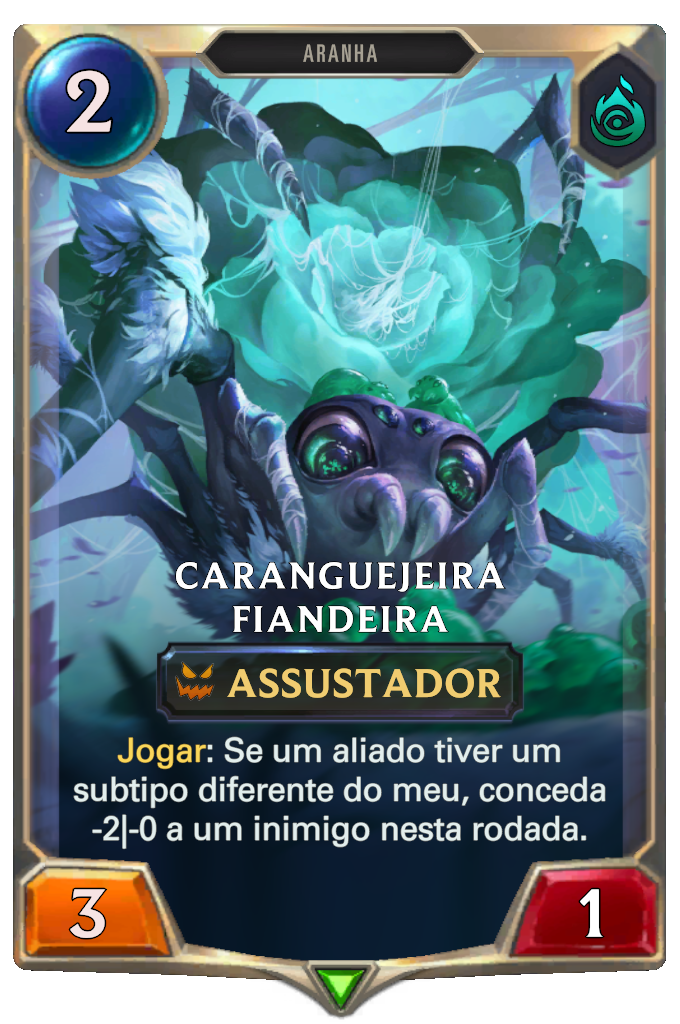 ARANHA
2
CARANGUEJEIRA
FIANDEIRA
ASSUSTADOR
Jogar: Se um aliado tiver um
subtipo diferente do meu, conceda
-2|-0 a um inimigo nesta rodada.
3
1